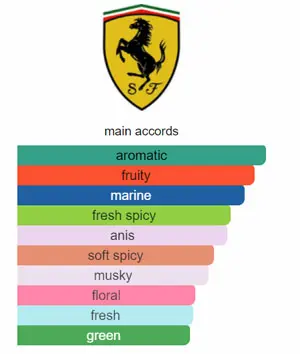 S F
main accords
aromatic
fruity
marine
fresh spicy
anis
soft spicy
musky
floral
fresh
green